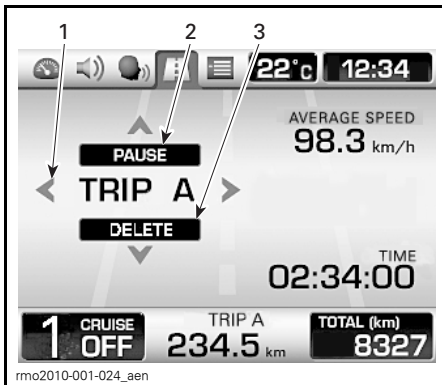 1 2 3
22°c 12:34
AVERAGE SPEED
98.3 km/h
PAUSE
TRIP A
DELETE
TIME
02:34:00
1 CRUISE OFF
TRIP A
234.5 km
TOTAL (km)
8327
rmo2010-001-024_aen